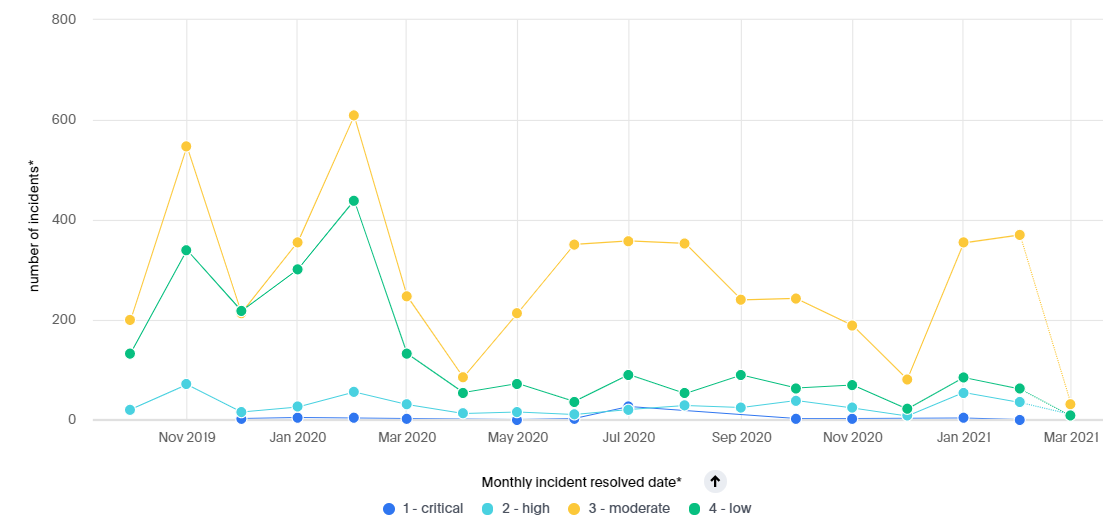 800
600
400
200
0
number of incidents*
Nov 2019 Jan 2020 Mar 2020 May 2020 Jul 2020 Sep 2020 Nov 2020 Jan 2021 Mar 2021
Monthly incident resolved date*
1 - critical 2 - high 3 - moderate 4 - low